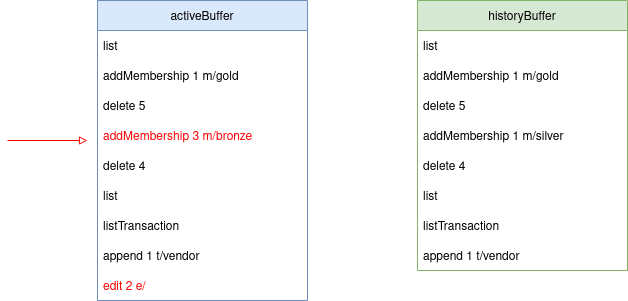 activeBuffer
list
addMembership 1 m/gold
delete 5
addMembership 3 m/bronze
delete 4
list
listTransaction
append 1 t/vendor
edit 2 e/
historyBuffer
list
addMembership 1 m/gold
delete 5
addMembership 1 m/silver
delete 4
list
listTransaction
append 1 t/vendor